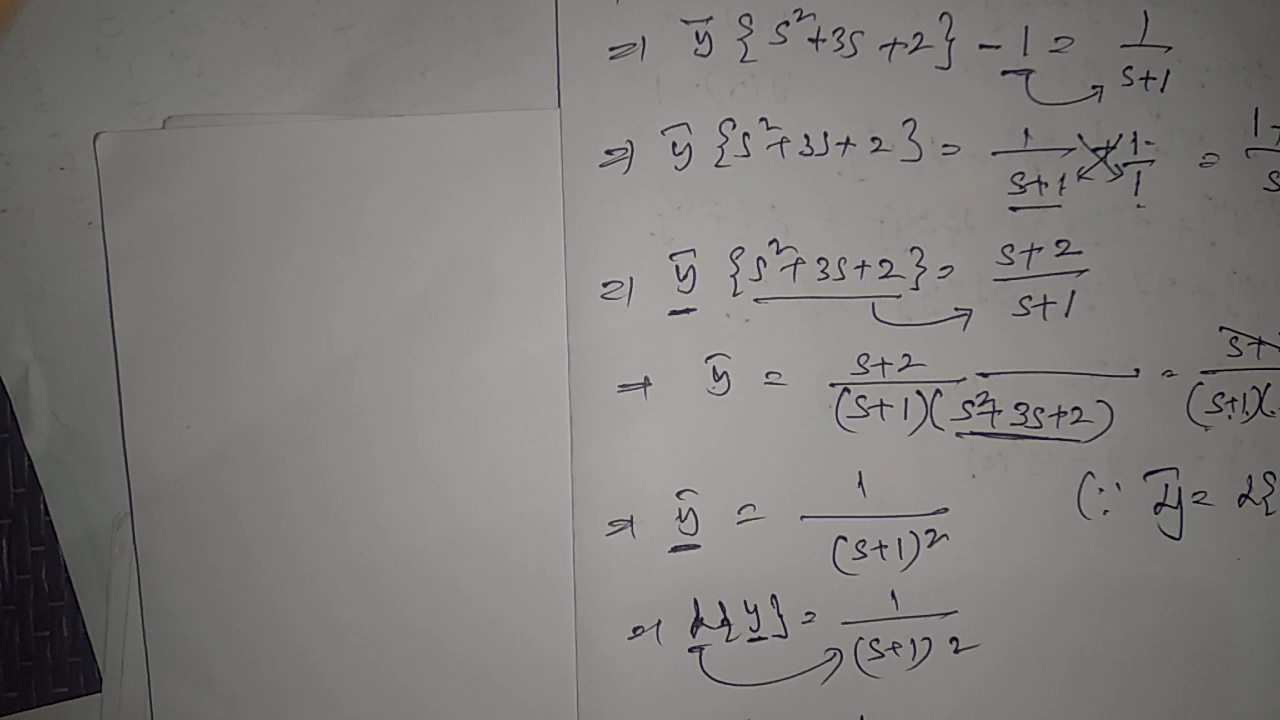 ⇒ ȳ {s²+3s+2} - 1 = 1/(s+1)
⇒ ȳ {s²+3s+2} = 1/(s+1) 1/1 =
⇒ ȳ {s²+3s+2} = (s+2)/(s+1)
⇒ ȳ = (s+2)/((s+1)(s²+3s+2)) =
⇒ ȳ = 1/(s+1)² (∵ ȳ = L{
⇒ L{y} = 1/(s+1)²